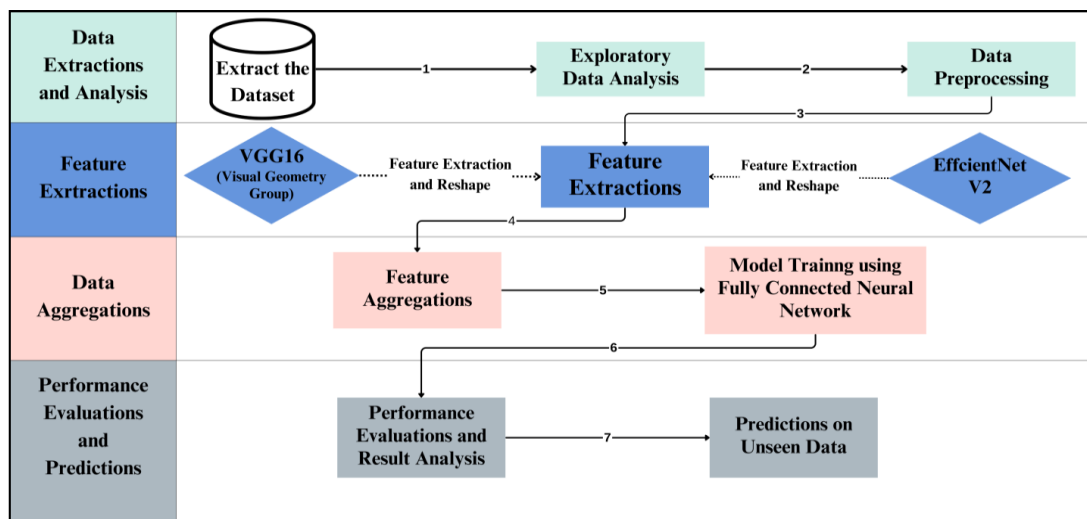 Data
Extractions
and Analysis
Extract the
Dataset
1
Exploratory
Data Analysis
2
Data
Preprocessing
3
Feature
Exrtractions
VGG16
(Visual Geometry
Group)
Feature Extraction
and Reshape
Feature
Extractions
Feature Extraction
and Reshape
EffcientNet
V2
4
Data
Aggregations
Feature
Aggregations
5
Model Trainng using
Fully Connected Neural
Network
6
Performance
Evaluations
and
Predictions
Performance
Evaluations and
Result Analysis
7
Predictions on
Unseen Data